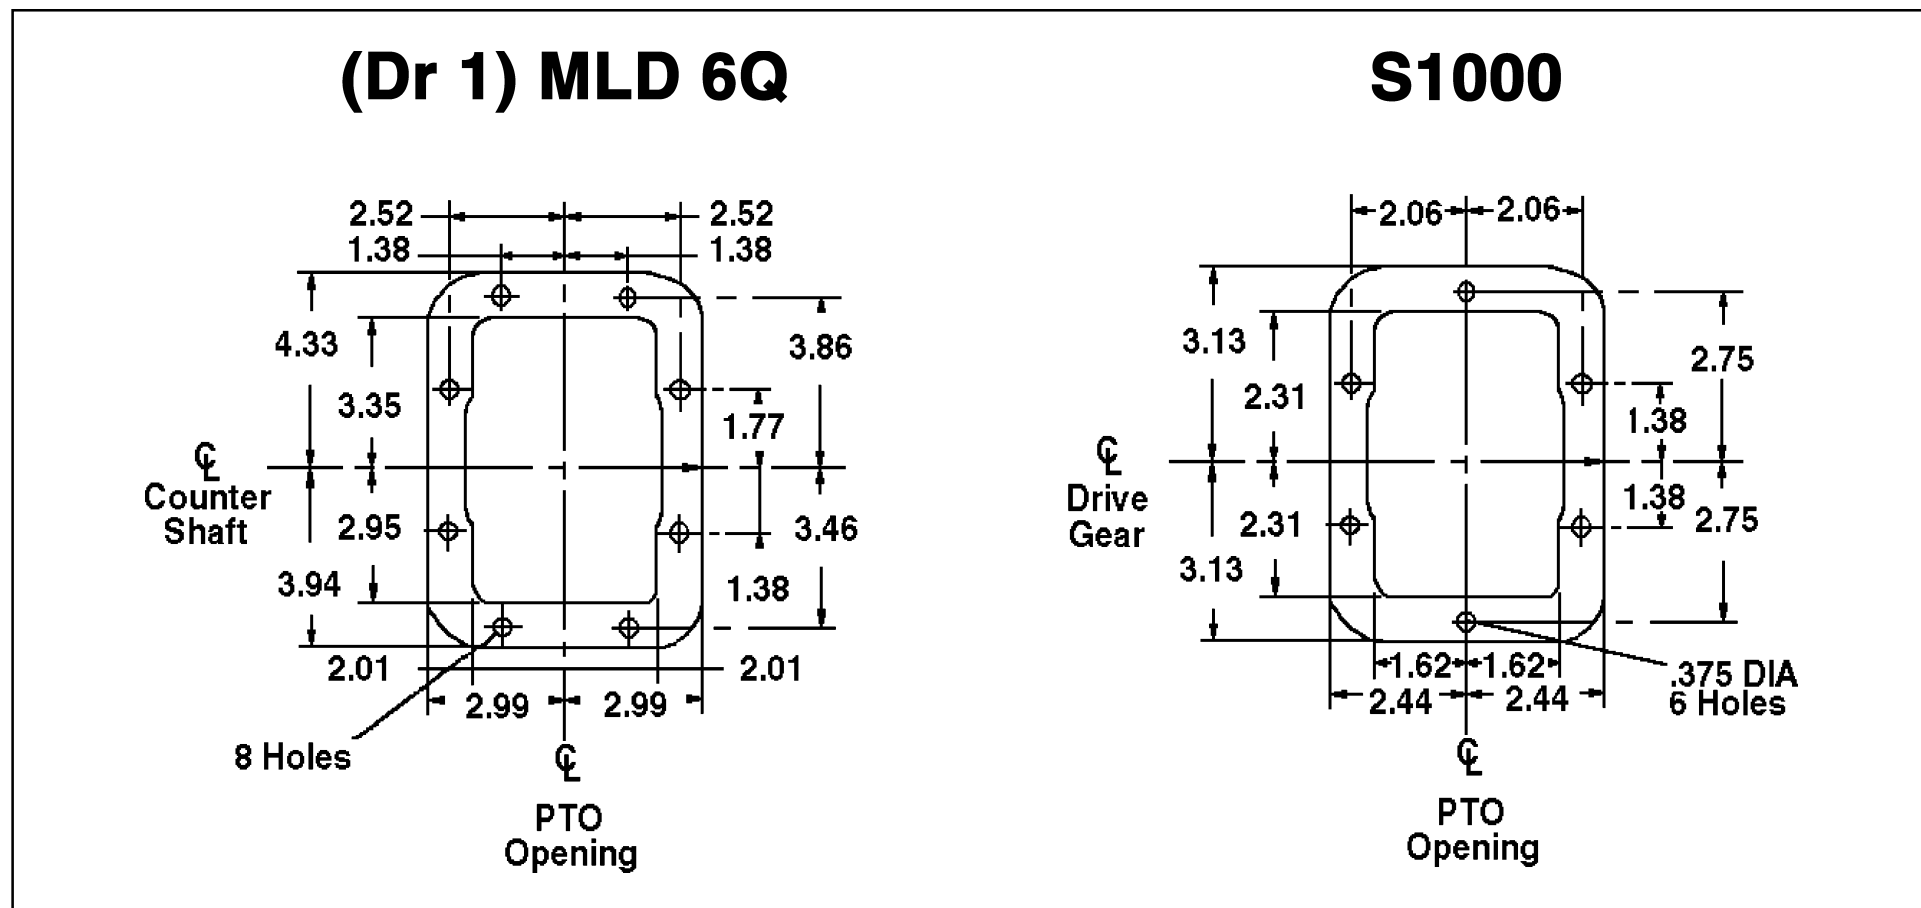 (Dr 1) MLD 6Q
2.52 2.52
1.38 1.38
4.33
3.86
3.35
1.77
℄
Counter
Shaft
2.95
3.46
3.94
1.38
2.01 2.01
2.99 2.99
8 Holes
℄
PTO
Opening
S1000
2.06 2.06
3.13
2.75
2.31
1.38
℄
Drive
Gear
1.38
2.31
2.75
3.13
1.62 1.62
.375 DIA
2.44 2.44
6 Holes
℄
PTO
Opening